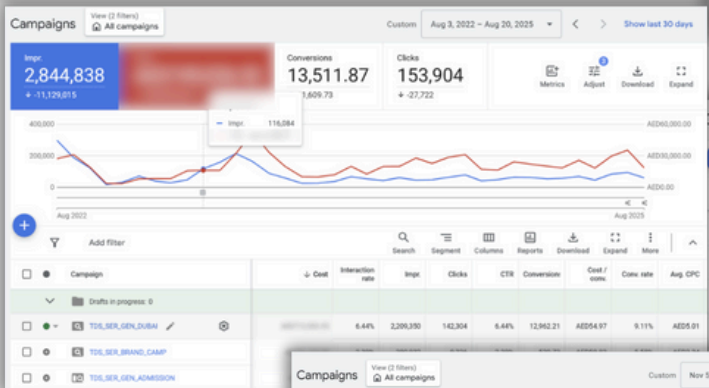 Campaigns
View (2 filters)
All campaigns
Custom
Aug 3, 2022 – Aug 20, 2025
Show last 30 days
Impr.
2,844,838
-11,129,015
Conversions
13,511.87
1,609.73
Clicks
153,904
-27,722
3
Metrics
Adjust
Download
Expand
Impr.
116,084
400,000
200,000
0
AED60,000.00
AED30,000.00
AED0.00
Aug 2022
Aug 2025
Add filter
Search
Segment
Columns
Reports
Download
Expand
More
Campaign
Cost
Interaction rate
Impr.
Clicks
CTR
Conversions
Cost / conv.
Conv. rate
Avg. CPC
Drafts in progress: 0
TDS_SER_GEN_DUBAI
6.44%
2,209,350
142,304
6.44%
12,962.21
AED54.97
9.11%
AED5.01
TDS_SER_BRAND_CAMP
TDS_SER_GEN_ADMISSION
Campaigns
View (2 filters)
All campaigns
Custom
Nov 5